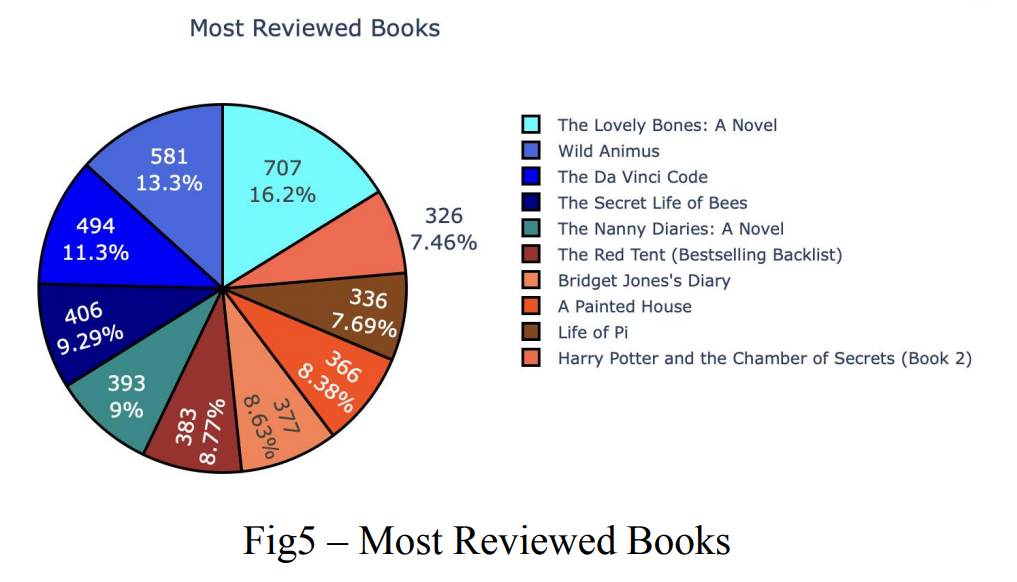 Most Reviewed Books
581
13.3%
707
16.2%
326
7.46%
494
11.3%
336
7.69%
406
9.29%
366
8.38%
393
9%
383
8.77%
377
8.63%
The Lovely Bones: A Novel
Wild Animus
The Da Vinci Code
The Secret Life of Bees
The Nanny Diaries: A Novel
The Red Tent (Bestselling Backlist)
Bridget Jones's Diary
A Painted House
Life of Pi
Harry Potter and the Chamber of Secrets (Book 2)
Fig5 – Most Reviewed Books